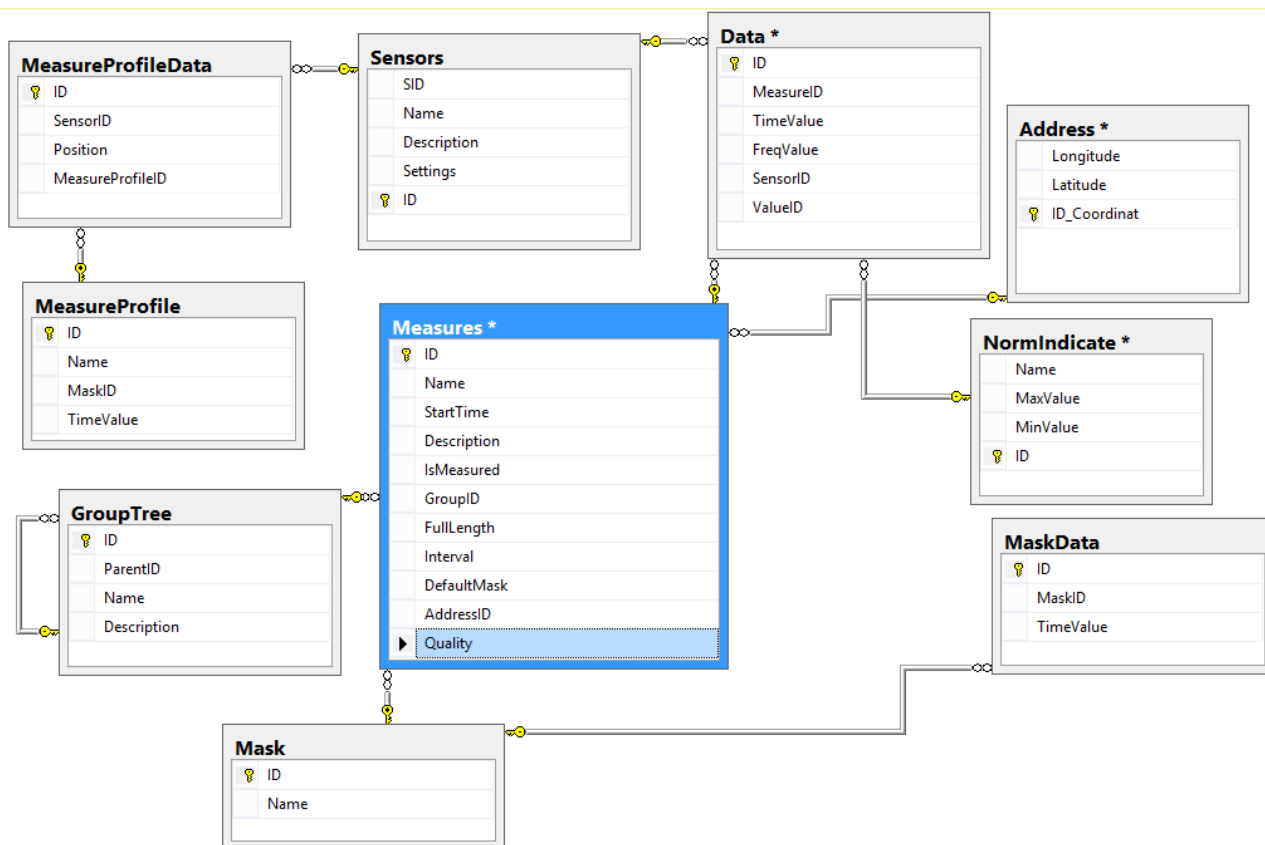 MeasureProfileData
ID
SensorID
Position
MeasureProfileID
Sensors
SID
Name
Description
Settings
ID
Data *
ID
MeasureID
TimeValue
FreqValue
SensorID
ValueID
Address *
Longitude
Latitude
ID_Coordinat
MeasureProfile
ID
Name
MaskID
TimeValue
Measures *
ID
Name
StartTime
Description
IsMeasured
GroupID
FullLength
Interval
DefaultMask
AddressID
Quality
NormIndicate *
Name
MaxValue
MinValue
ID
GroupTree
ID
ParentID
Name
Description
MaskData
ID
MaskID
TimeValue
Mask
ID
Name